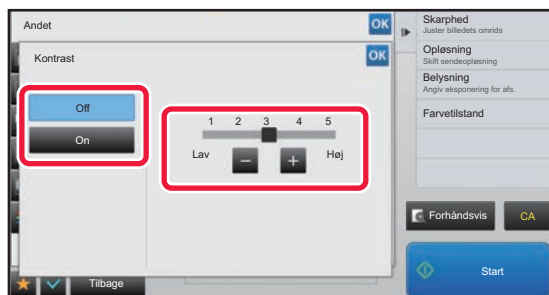 Andet
OK
Kontrast
OK
Off
On
1 2 3 4 5
Lav
Høj
Skarphed
Juster billedets omrids
Opløsning
Skift sendeopløsning
Belysning
Angiv eksponering for afs.
Farvetilstand
Forhåndsvis
CA
Start
Tilbage